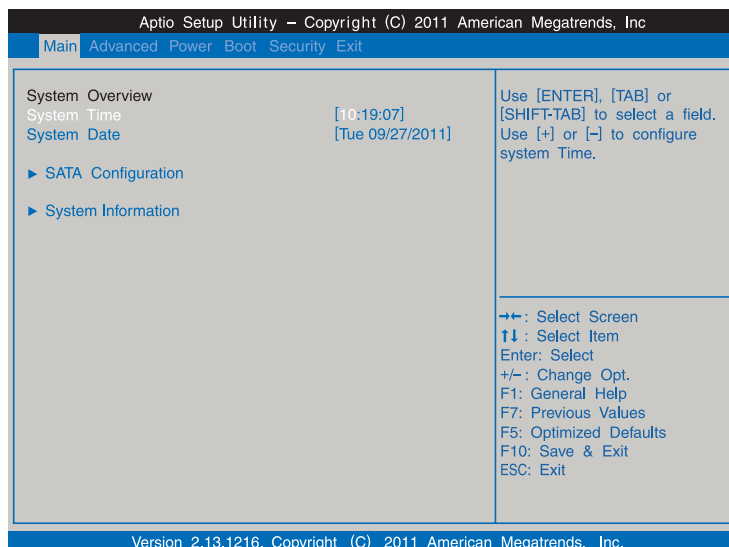 Aptio Setup Utility – Copyright (C) 2011 American Megatrends, Inc
Main Advanced Power Boot Security Exit
System Overview
System Time [10:19:07]
System Date [Tue 09/27/2011]
► SATA Configuration
► System Information
Use [ENTER], [TAB] or
[SHIFT-TAB] to select a field.
Use [+] or [–] to configure
system Time.
→←: Select Screen
↑↓: Select Item
Enter: Select
+/–: Change Opt.
F1: General Help
F7: Previous Values
F5: Optimized Defaults
F10: Save & Exit
ESC: Exit
Version 2.13.1216. Copyright (C) 2011 American Megatrends, Inc.